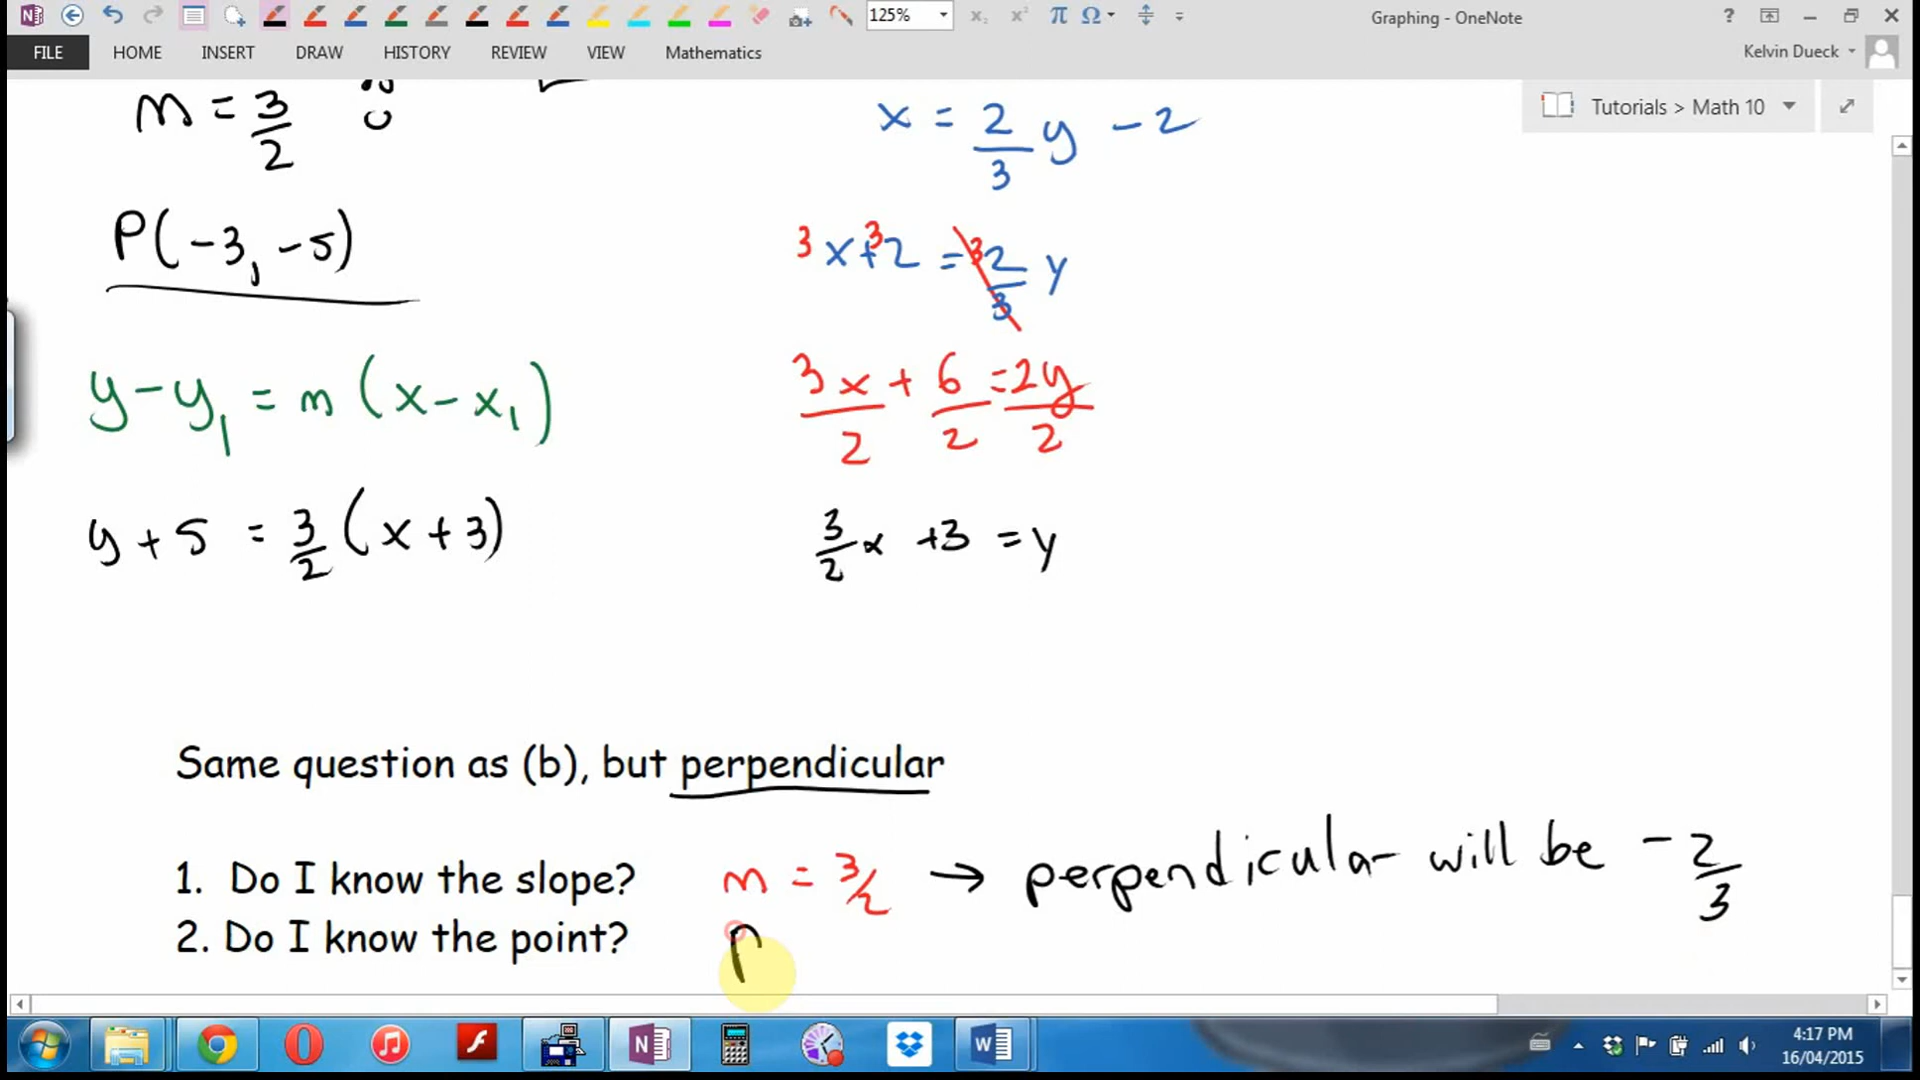 125%
Graphing - OneNote
FILE HOME INSERT DRAW HISTORY REVIEW VIEW Mathematics
Kelvin Dueck
Tutorials > Math 10
m = 3/2
P(-3, -5)
y - y₁ = m(x - x₁)
y + 5 = 3/2 (x + 3)
x = 2/3 y - 2
3 x + 3 2 = 3 2/3 y
3x/2 + 6/2 = 2y/2
3/2 x + 3 = y
Same question as (b), but perpendicular
1. Do I know the slope? m = 3/2 → perpendicular will be - 2/3
2. Do I know the point? P
4:17 PM
16/04/2015